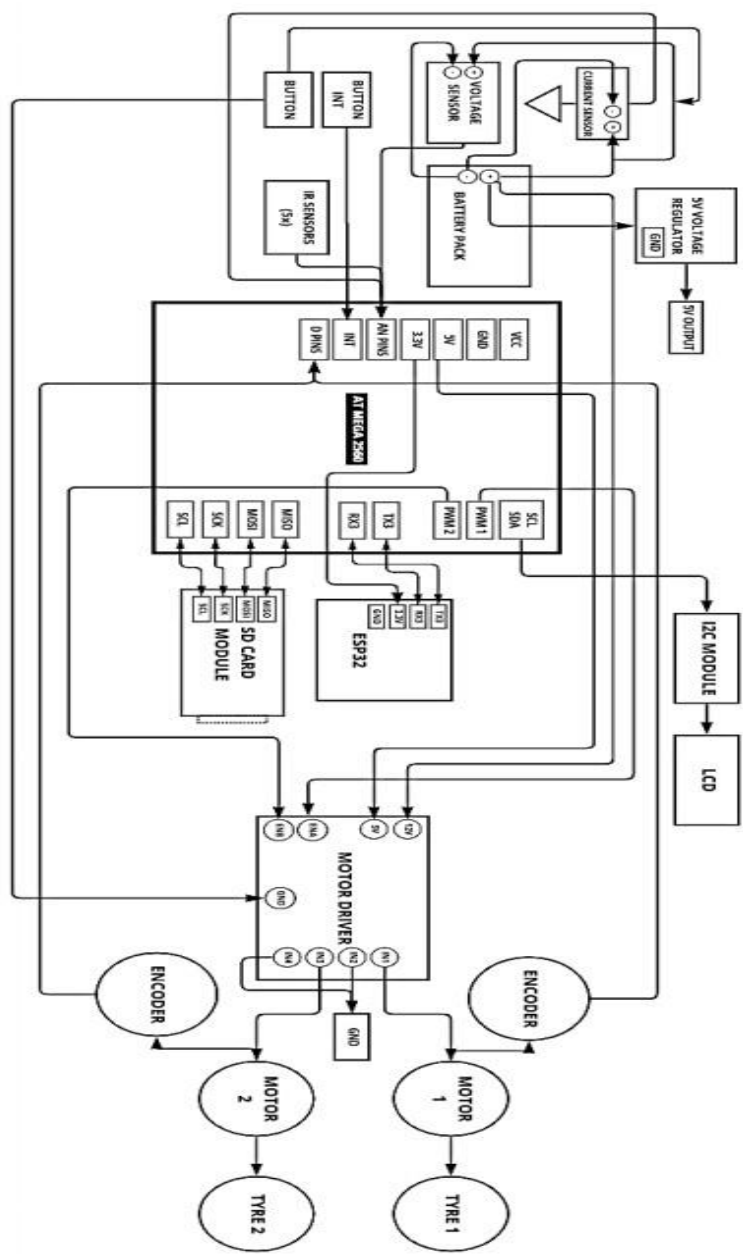 5V VOLTAGE
REGULATOR
GND
5V OUTPUT
I2C MODULE
LCD
CURRENT SENSOR
-
+
BATTERY PACK
+
-
VOLTAGE
SENSOR
+
-
BUTTON
INT
BUTTON
IR SENSORS
(5x)
AT MEGA 2560
VCC
GND
5V
3.3V
AN PINS
INT
D PINS
SCL
SDA
PWM 1
PWM 2
TX3
RX3
MISO
MOSI
SCK
SCL
ESP32
TX3
RX3
3.3V
GND
SD CARD
MODULE
MISO
MOSI
SCK
SCL
MOTOR DRIVER
12V
5V
ENA
ENB
GND
IN1
IN2
IN3
IN4
GND
ENCODER
MOTOR
1
TYRE 1
ENCODER
MOTOR
2
TYRE 2